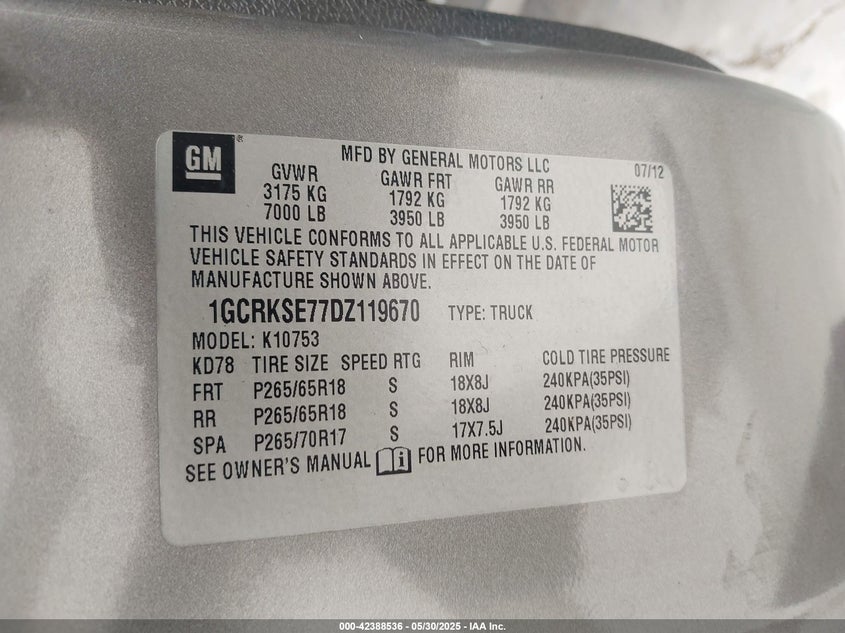 GM ®
MFD BY GENERAL MOTORS LLC 07/12
GVWR GAWR FRT GAWR RR
3175 KG 1792 KG 1792 KG
7000 LB 3950 LB 3950 LB
THIS VEHICLE CONFORMS TO ALL APPLICABLE U.S. FEDERAL MOTOR
VEHICLE SAFETY STANDARDS IN EFFECT ON THE DATE OF
MANUFACTURE SHOWN ABOVE.
1GCRKSE77DZ119670 TYPE: TRUCK
MODEL: K10753
KD78 TIRE SIZE SPEED RTG RIM COLD TIRE PRESSURE
FRT P265/65R18 S 18X8J 240KPA(35PSI)
RR P265/65R18 S 18X8J 240KPA(35PSI)
SPA P265/70R17 S 17X7.5J 240KPA(35PSI)
SEE OWNER'S MANUAL i FOR MORE INFORMATION.
000-42388536 - 05/30/2025 - IAA Inc.